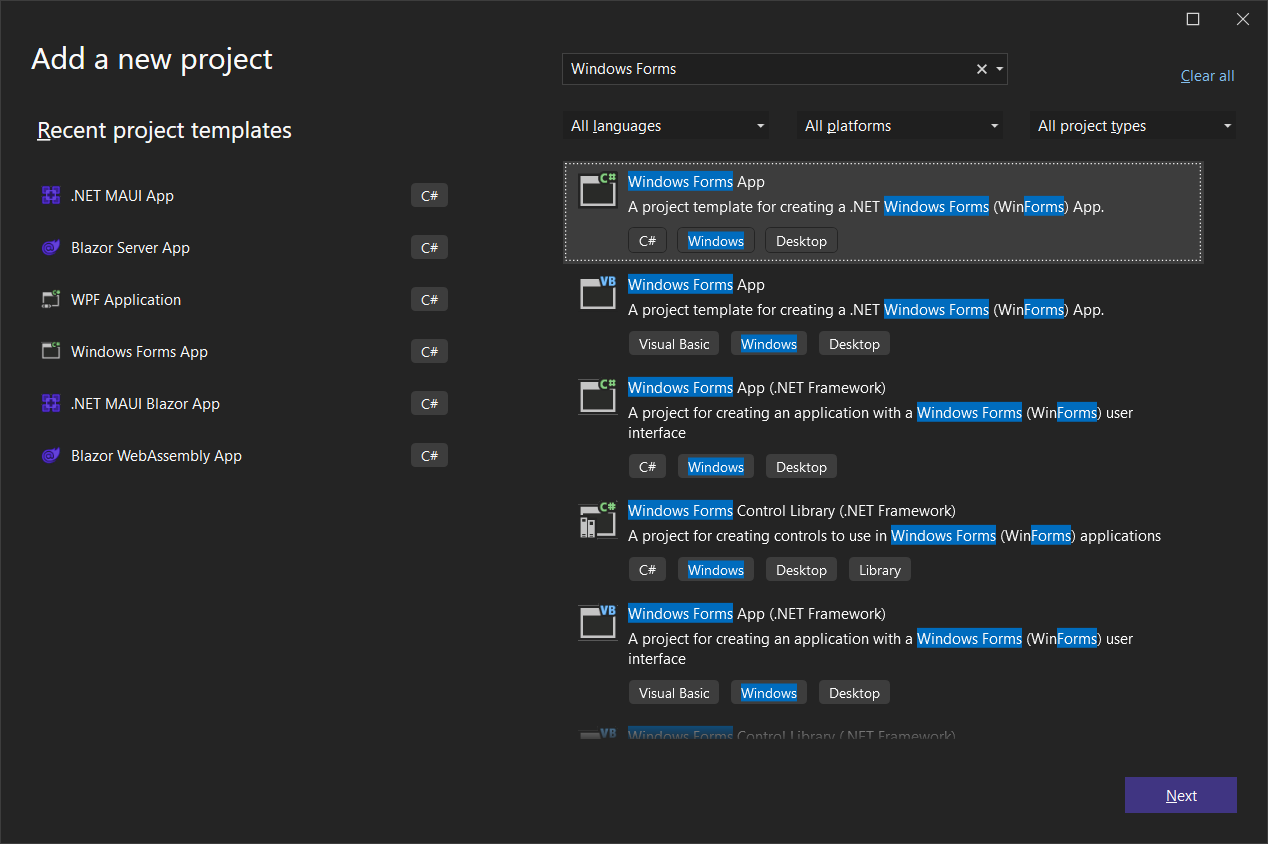 Add a new project
Windows Forms
Clear all
Recent project templates
All languages
All platforms
All project types
.NET MAUI App
C#
Blazor Server App
C#
WPF Application
C#
Windows Forms App
C#
.NET MAUI Blazor App
C#
Blazor WebAssembly App
C#
C#
Windows Forms App
A project template for creating a .NET Windows Forms (WinForms) App.
C# Windows Desktop
VB
Windows Forms App
A project template for creating a .NET Windows Forms (WinForms) App.
Visual Basic Windows Desktop
C#
Windows Forms App (.NET Framework)
A project for creating an application with a Windows Forms (WinForms) user
interface
C# Windows Desktop
C#
Windows Forms Control Library (.NET Framework)
A project for creating controls to use in Windows Forms (WinForms) applications
C# Windows Desktop Library
VB
Windows Forms App (.NET Framework)
A project for creating an application with a Windows Forms (WinForms) user
interface
Visual Basic Windows Desktop
VB
Windows Forms Control Library (.NET Framework)
Next